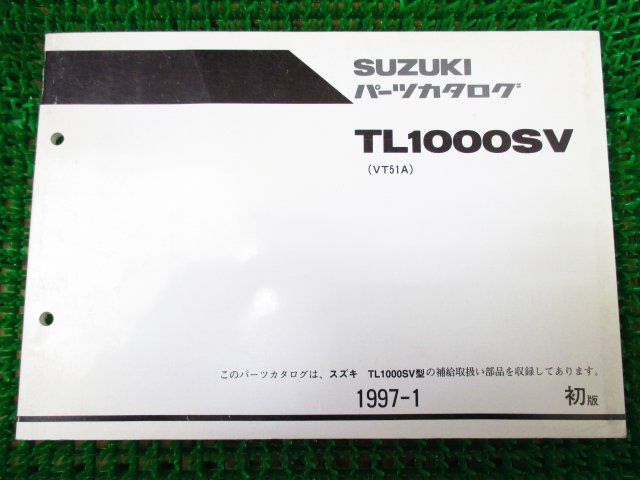 SUZUKI
パーツカタログ
TL1000SV
(VT51A)
このパーツカタログは、スズキ TL1000SV型の補給取扱い部品を収録してあります。
1997-1 初版